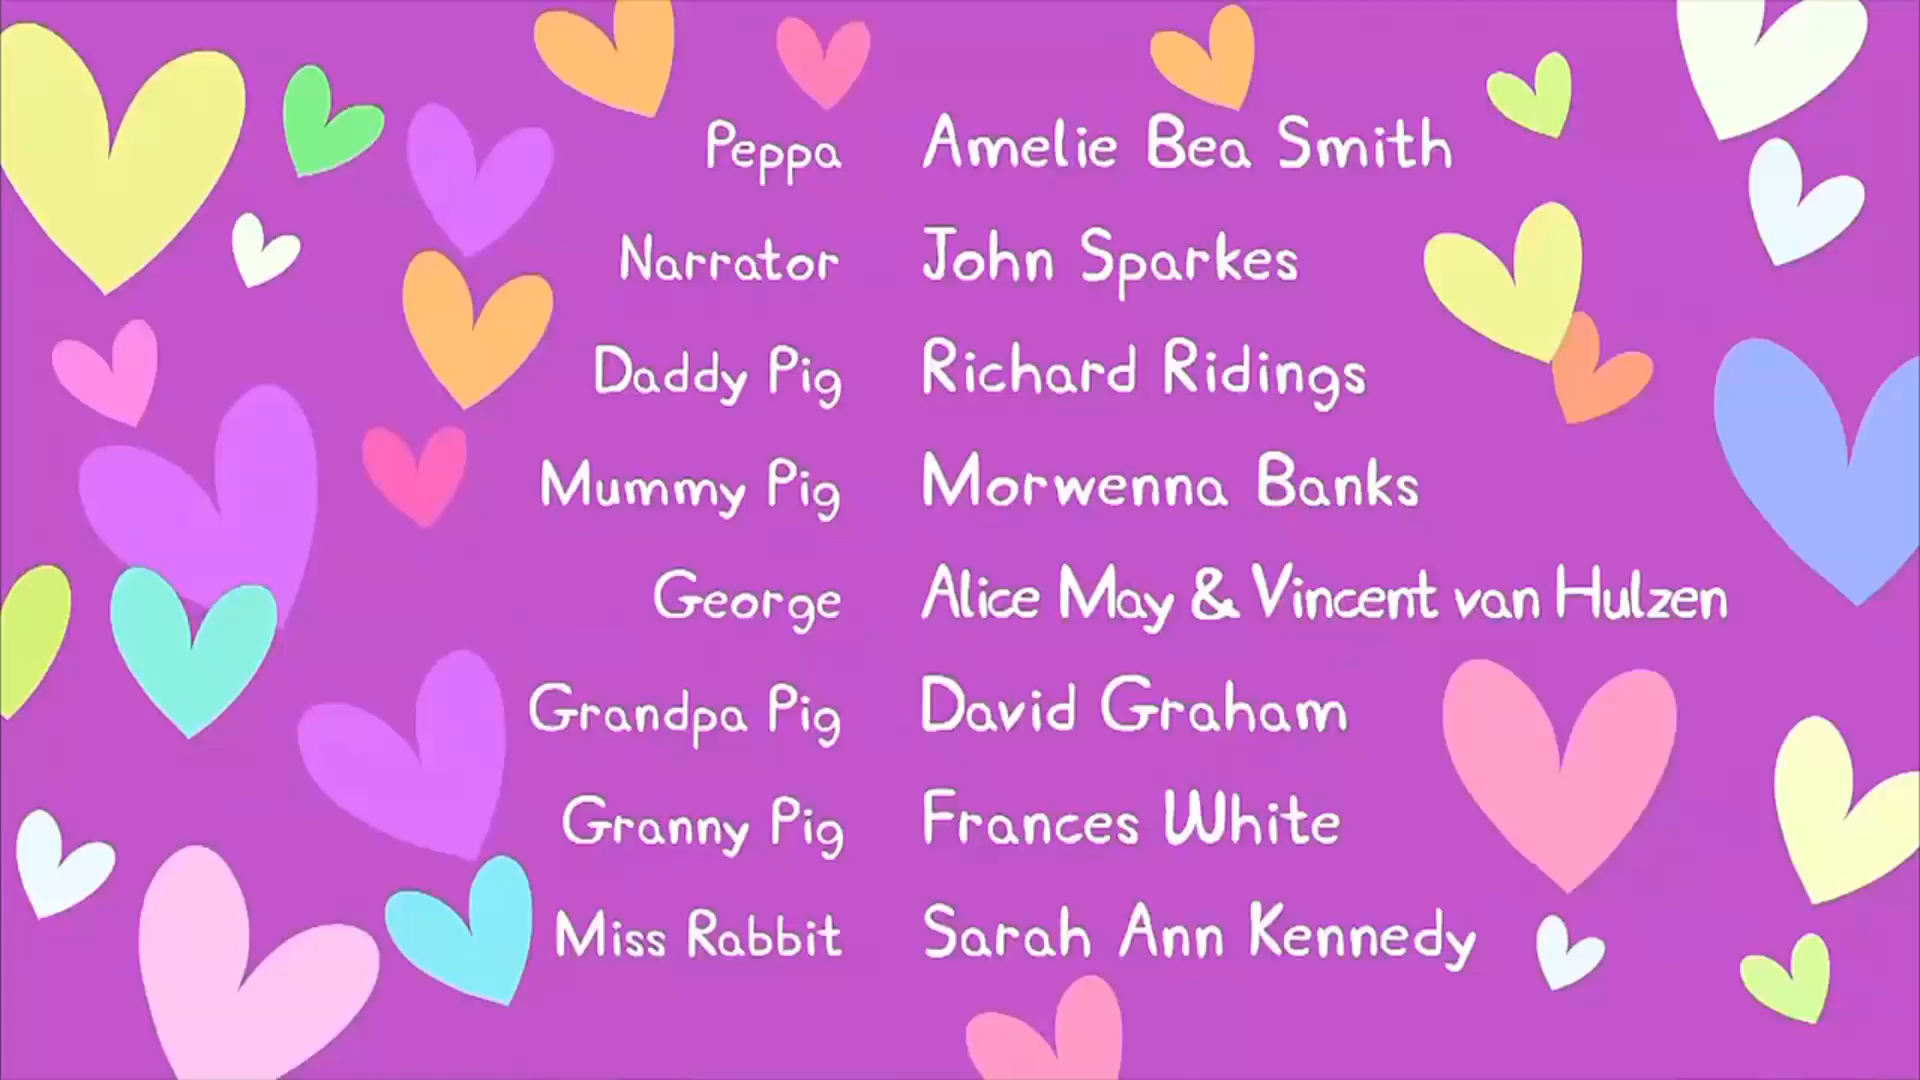 Peppa Amelie Bea Smith
Narrator John Sparkes
Daddy Pig Richard Ridings
Mummy Pig Morwenna Banks
George Alice May & Vincent van Hulzen
Grandpa Pig David Graham
Granny Pig Frances White
Miss Rabbit Sarah Ann Kennedy